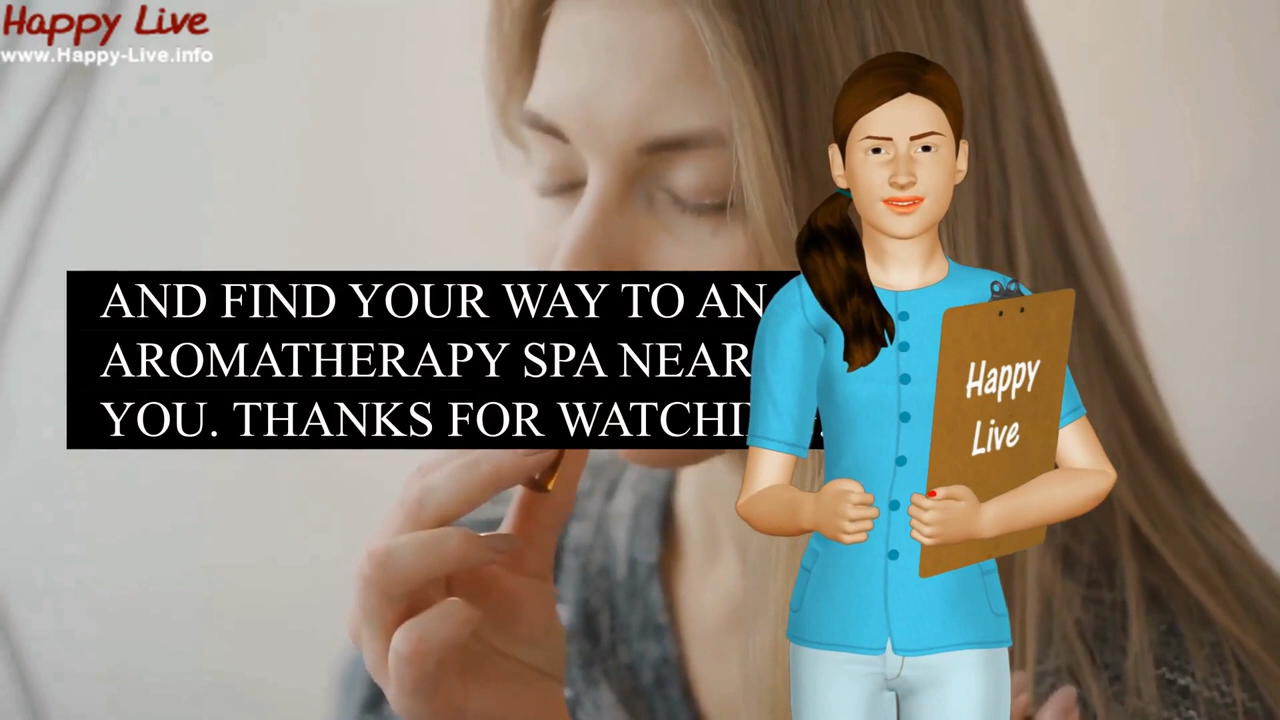 Happy Live
www.Happy-Live.info
AND FIND YOUR WAY TO AN
AROMATHERAPY SPA NEAR
YOU. THANKS FOR
Happy
Live